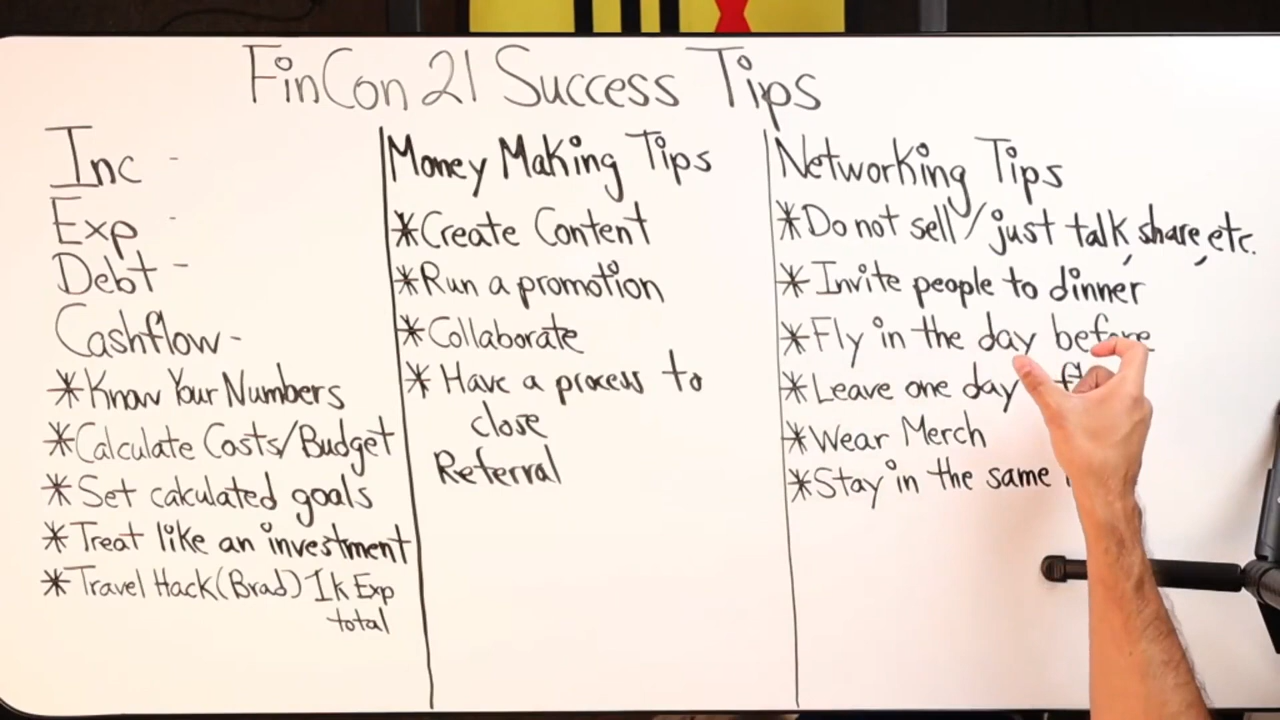 FinCon 21 Success Tips
Inc -
Exp -
Debt -
Cashflow -
*Know Your Numbers
*Calculate Costs/Budget
*Set calculated goals
*Treat like an investment
*Travel Hack(Brad) 1k Exp
total
Money Making Tips
*Create Content
*Run a promotion
*Collaborate
*Have a process to
close
Referral
Networking Tips
*Do not sell/just talk, share, etc.
*Invite people to dinner
*Fly in the day before
*Leave one day
*Wear Merch
*Stay in the same